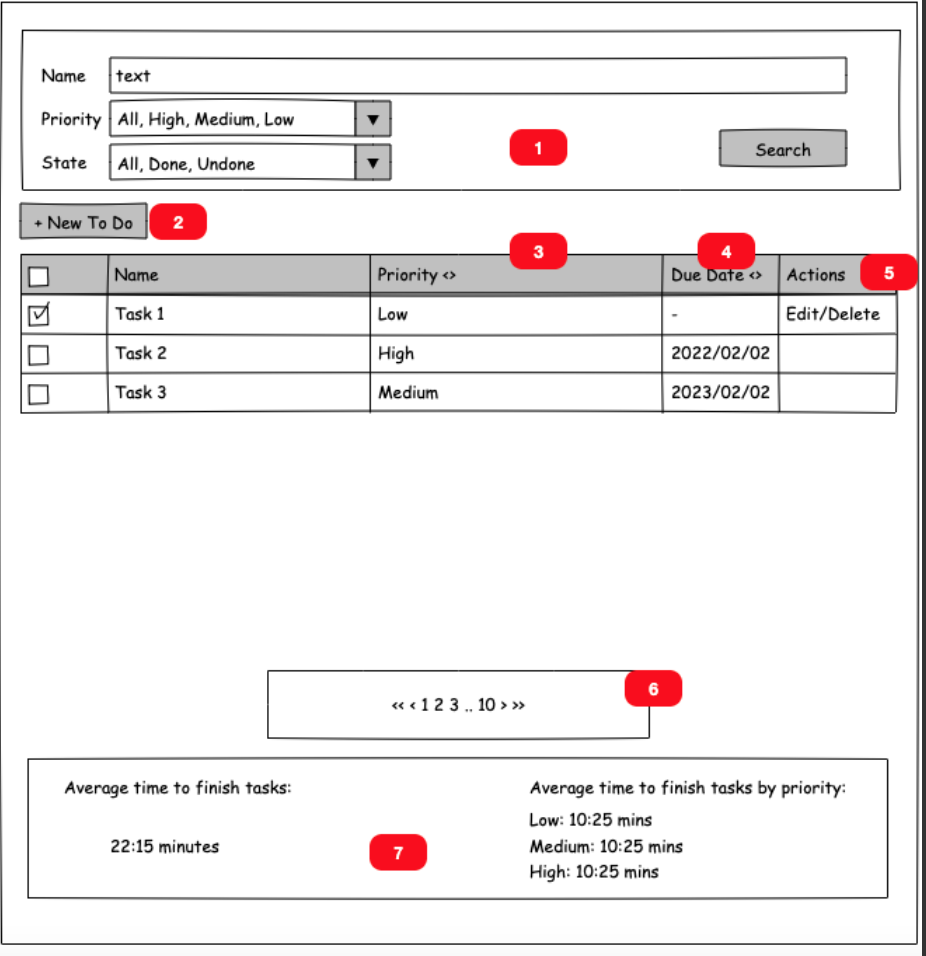 Name text
Priority All, High, Medium, Low ▼
1
Search
State All, Done, Undone ▼
+ New To Do 2
3 4
Name Priority <> Due Date <> Actions 5
Task 1 Low - Edit/Delete
Task 2 High 2022/02/02
Task 3 Medium 2023/02/02
6
<< < 1 2 3 .. 10 > >>
Average time to finish tasks: Average time to finish tasks by priority:
Low: 10:25 mins
22:15 minutes 7 Medium: 10:25 mins
High: 10:25 mins